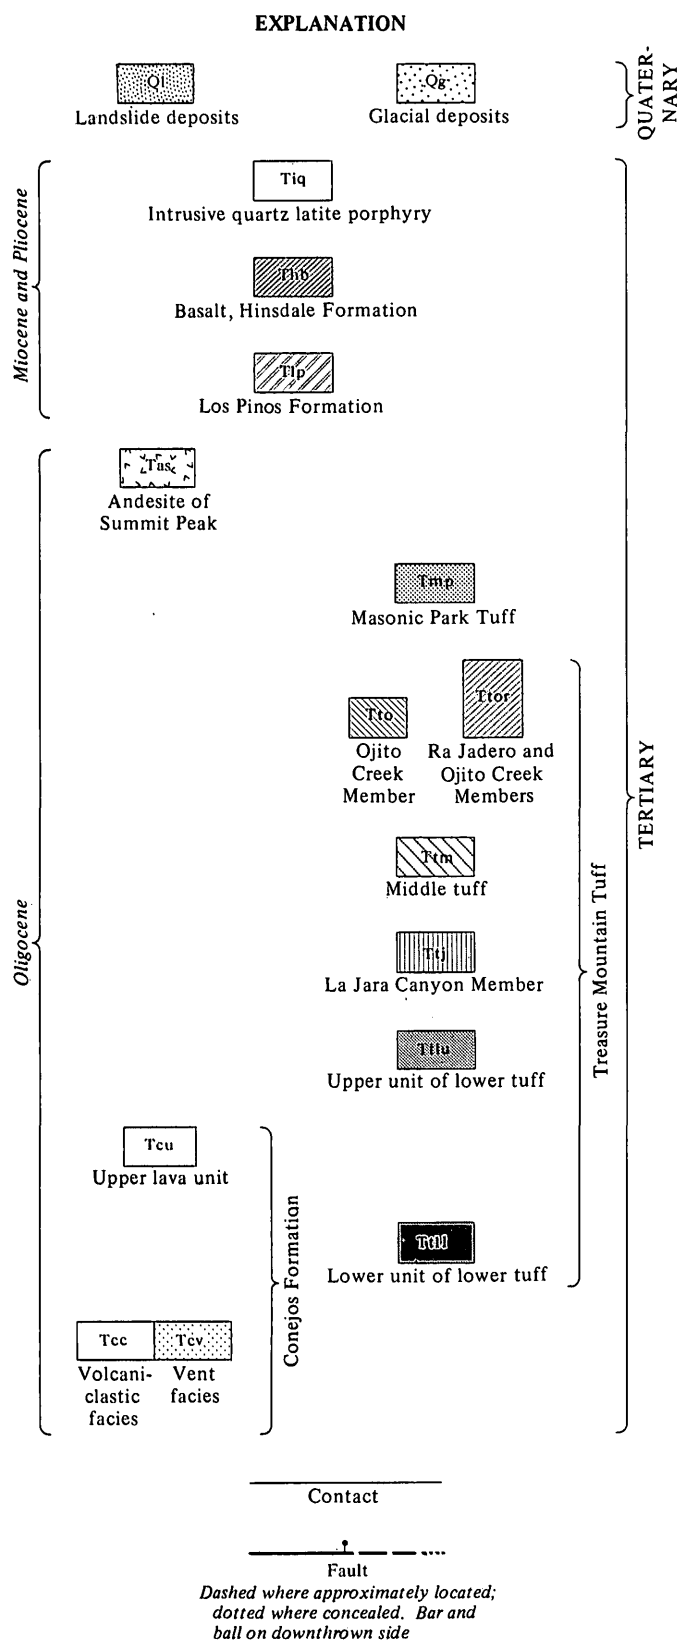 EXPLANATION
Ql
Landslide deposits
Qg
Glacial deposits
QUATER-
NARY
Tiq
Intrusive quartz latite porphyry
Thb
Basalt, Hinsdale Formation
Tlp
Los Pinos Formation
Miocene and Pliocene
Tas
Andesite of
Summit Peak
Tmp
Masonic Park Tuff
Tto
Ojito
Creek
Member
Ttor
Ra Jadero and
Ojito Creek
Members
Ttm
Middle tuff
Ttj
La Jara Canyon Member
Ttlu
Upper unit of lower tuff
Tcu
Upper lava unit
Ttll
Lower unit of lower tuff
Tcc
Volcani-
clastic
facies
Tcv
Vent
facies
Conejos Formation
Treasure Mountain Tuff
Oligocene
TERTIARY
Contact
Fault
Dashed where approximately located;
dotted where concealed. Bar and
ball on downthrown side